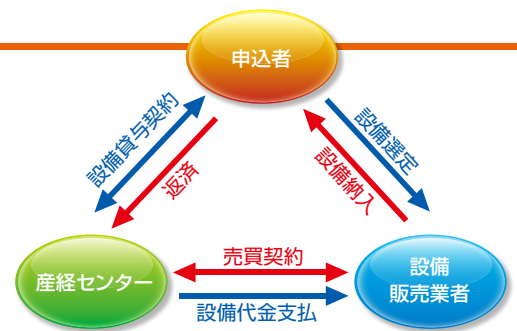 申込者
設備貸与契約
返済
設備選定
設備納入
産経センター
売買契約
設備代金支払
設備
販売業者